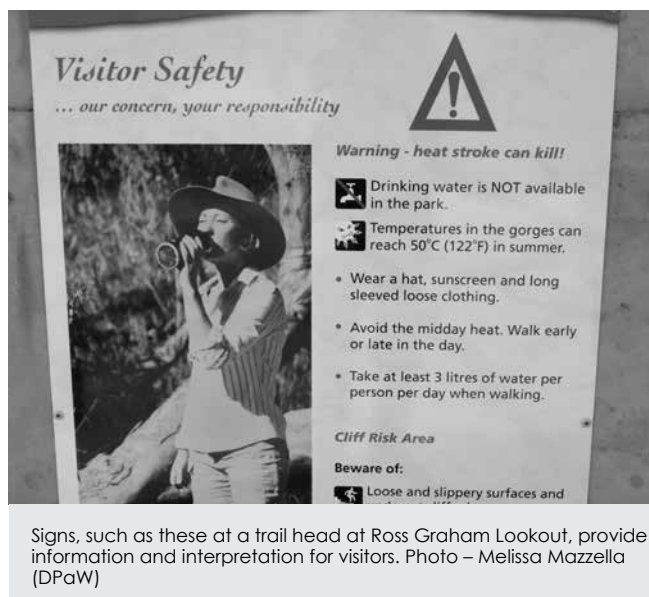 Visitor Safety
... our concern, your responsibility
Warning - heat stroke can kill!
Drinking water is NOT available
in the park.
Temperatures in the gorges can
reach 50°C (122°F) in summer.
• Wear a hat, sunscreen and long
sleeved loose clothing.
• Avoid the midday heat. Walk early
or late in the day.
• Take at least 3 litres of water per
person per day when walking.
Cliff Risk Area
Beware of:
Loose and slippery surfaces and
Signs, such as these at a trail head at Ross Graham Lookout, provide
information and interpretation for visitors. Photo – Melissa Mazzella
(DPaW)